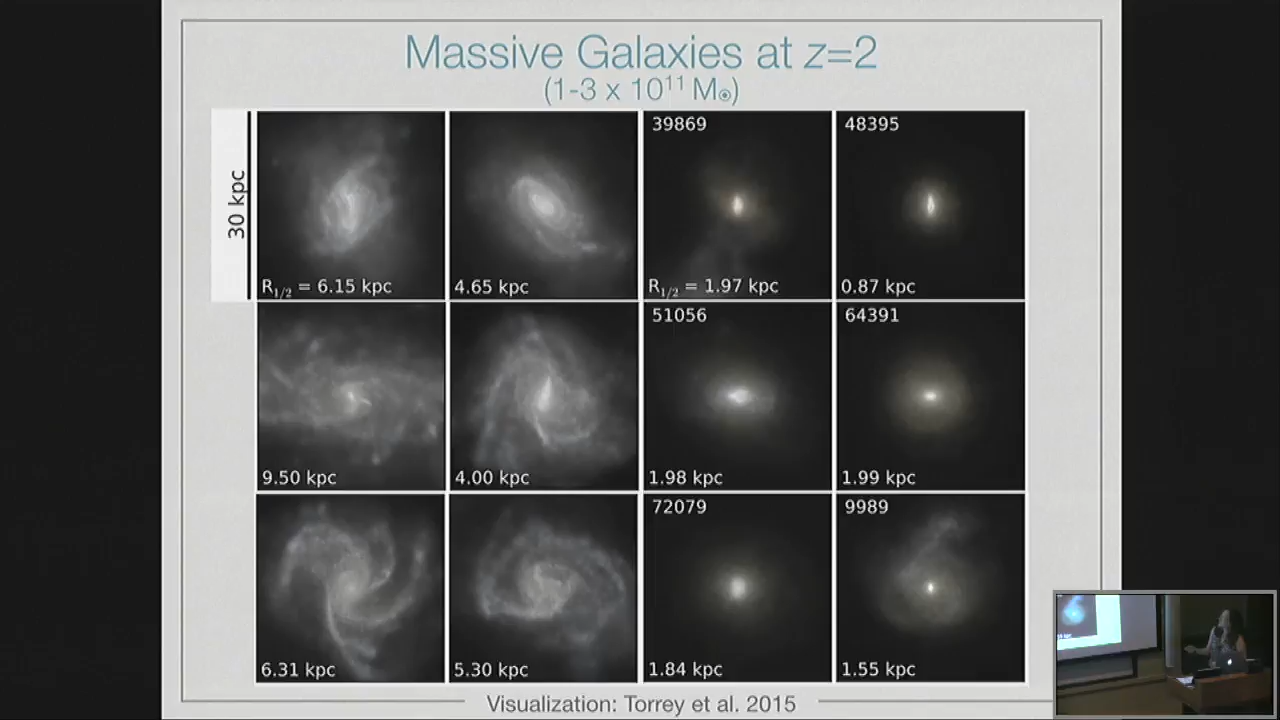 Massive Galaxies at z=2
(1-3 x 10¹¹ M⊙)
30 kpc
R1/2 = 6.15 kpc
4.65 kpc
39869
R1/2 = 1.97 kpc
48395
0.87 kpc
9.50 kpc
4.00 kpc
51056
1.98 kpc
64391
1.99 kpc
6.31 kpc
5.30 kpc
72079
1.84 kpc
9989
1.55 kpc
Visualization: Torrey et al. 2015